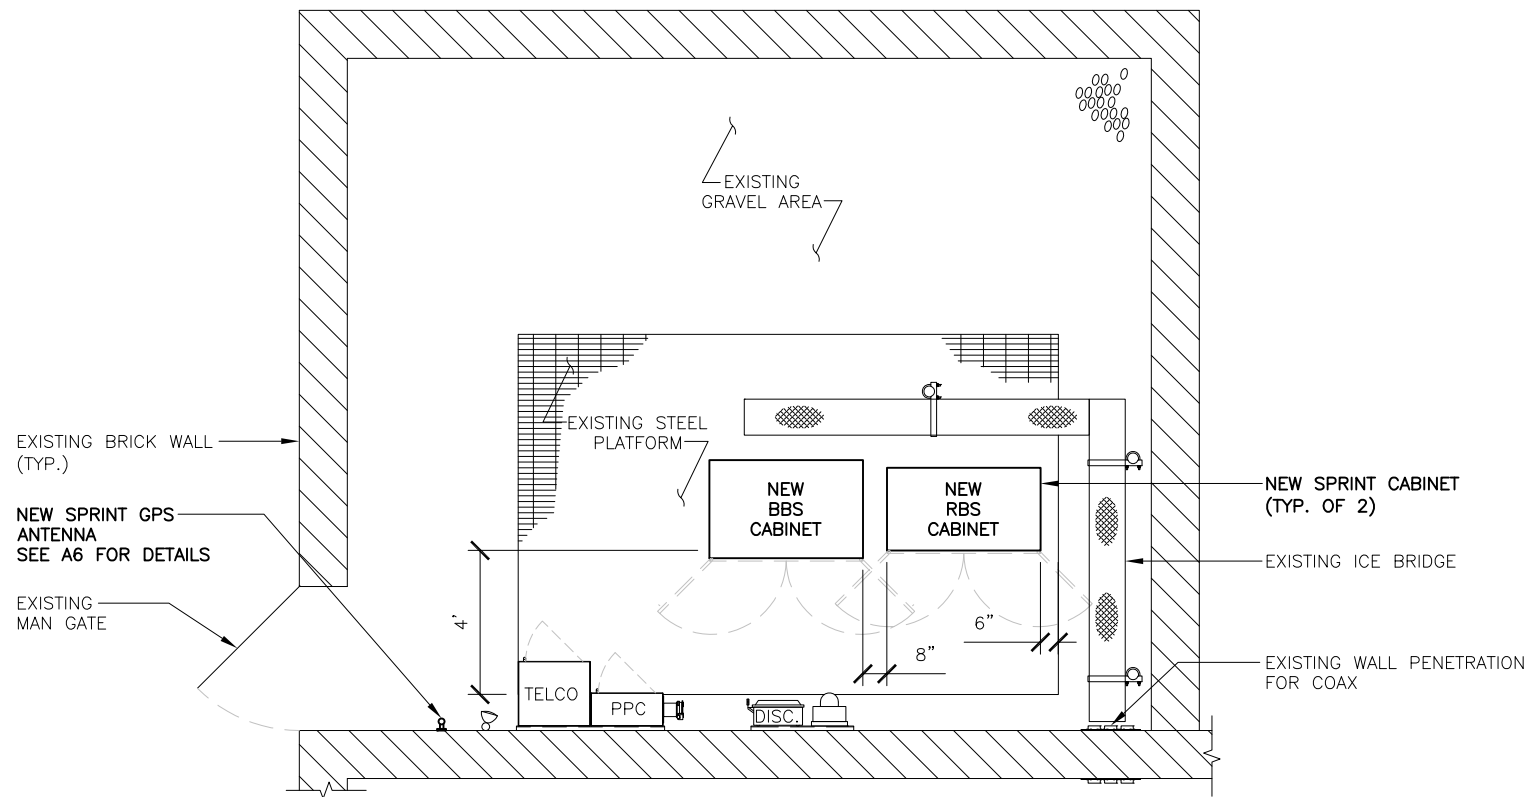 EXISTING
GRAVEL AREA
EXISTING STEEL
PLATFORM
EXISTING BRICK WALL
(TYP.)
NEW SPRINT GPS
ANTENNA
SEE A6 FOR DETAILS
EXISTING
MAN GATE
NEW
BBS
CABINET
NEW
RBS
CABINET
NEW SPRINT CABINET
(TYP. OF 2)
EXISTING ICE BRIDGE
4'
6"
8"
EXISTING WALL PENETRATION
FOR COAX
TELCO
PPC
DISC.